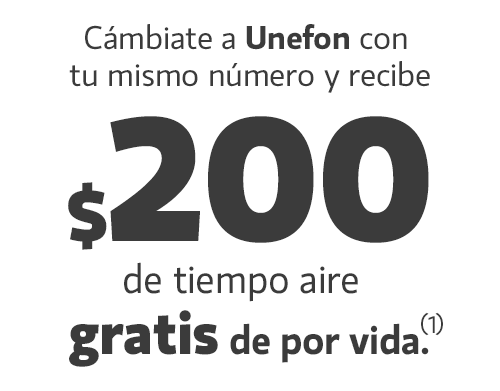 Cámbiate a Unefon con
tu mismo número y recibe
$200
de tiempo aire
gratis de por vida.(1)